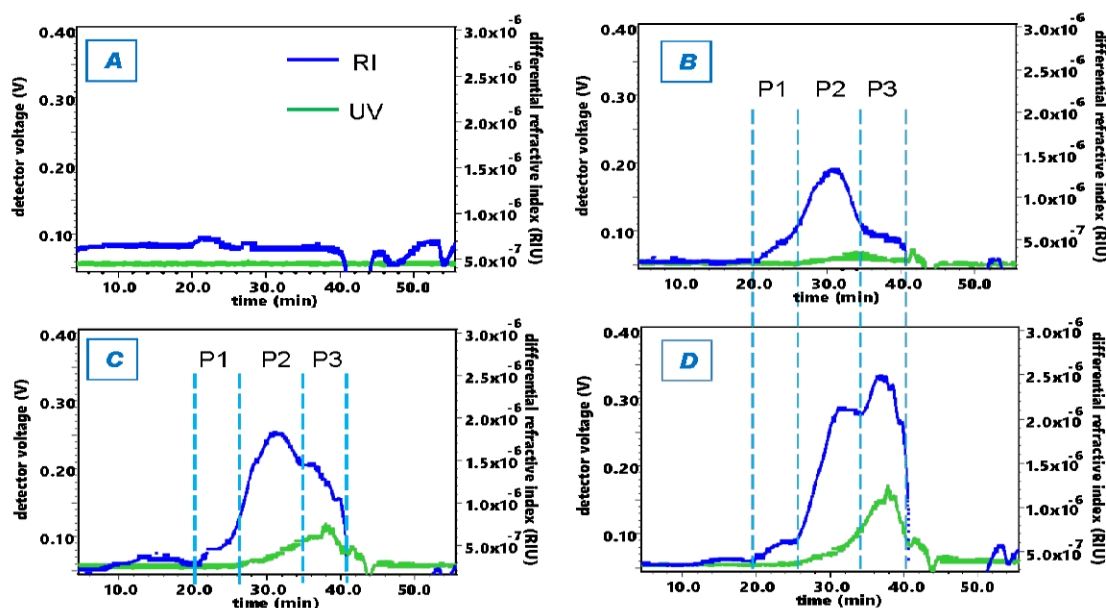 A
RI
UV
0.40
0.30
0.20
0.10
detector voltage (V)
3.0x10-6
2.5x10-6
2.0x10-6
1.5x10-6
1.0x10-6
5.0x10-7
differential refractive index (RIU)
10.0 20.0 30.0 40.0 50.0
time (min)
B
P1 P2 P3
0.40
0.30
0.20
0.10
detector voltage (V)
3.0x10-6
2.5x10-6
2.0x10-6
1.5x10-6
1.0x10-6
5.0x10-7
differential refractive index (RIU)
10.0 20.0 30.0 40.0 50.0
time (min)
C
P1 P2 P3
0.40
0.30
0.20
0.10
detector voltage (V)
3.0x10-6
2.5x10-6
2.0x10-6
1.5x10-6
1.0x10-6
5.0x10-7
differential refractive index (RIU)
10.0 20.0 30.0 40.0 50.0
time (min)
D
0.40
0.30
0.20
0.10
detector voltage (V)
3.0x10-6
2.5x10-6
2.0x10-6
1.5x10-6
1.0x10-6
5.0x10-7
differential refractive index (RIU)
10.0 20.0 30.0 40.0 50.0
time (min)